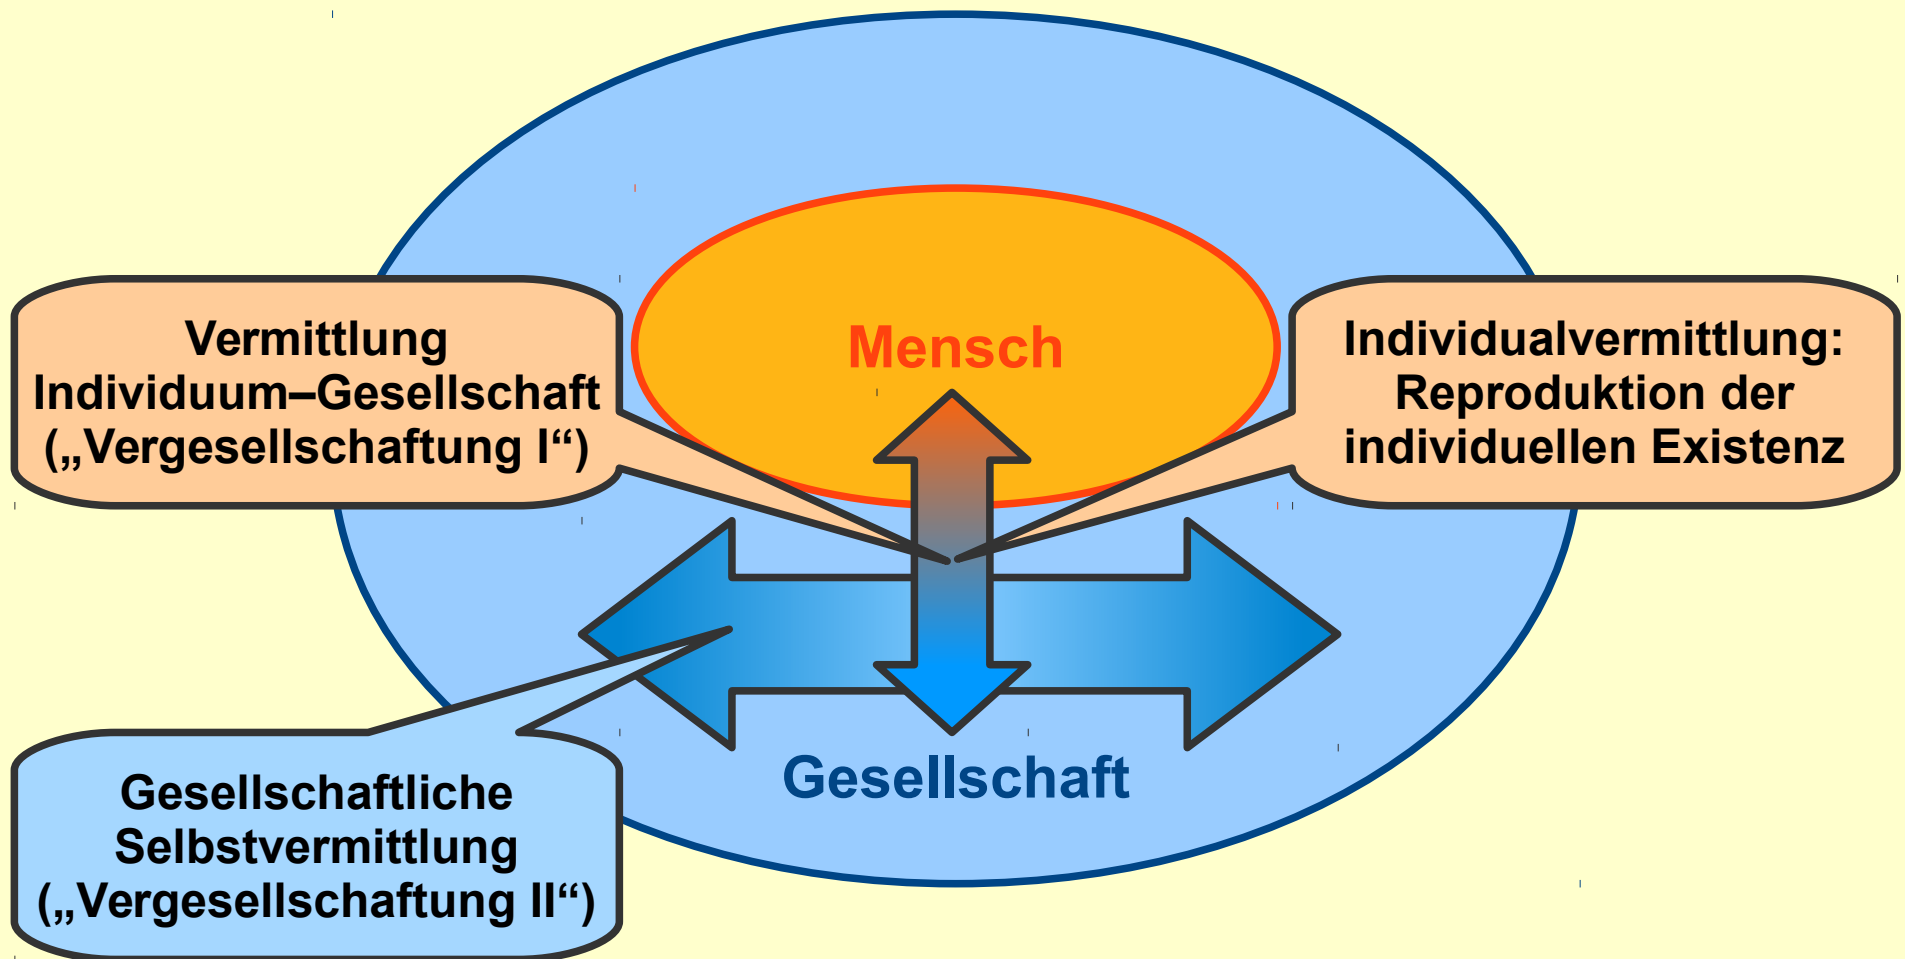 Mensch
Vermittlung
Individuum–Gesellschaft
(„Vergesellschaftung I“)
Individualvermittlung:
Reproduktion der
individuellen Existenz
Gesellschaft
Gesellschaftliche
Selbstvermittlung
(„Vergesellschaftung II“)